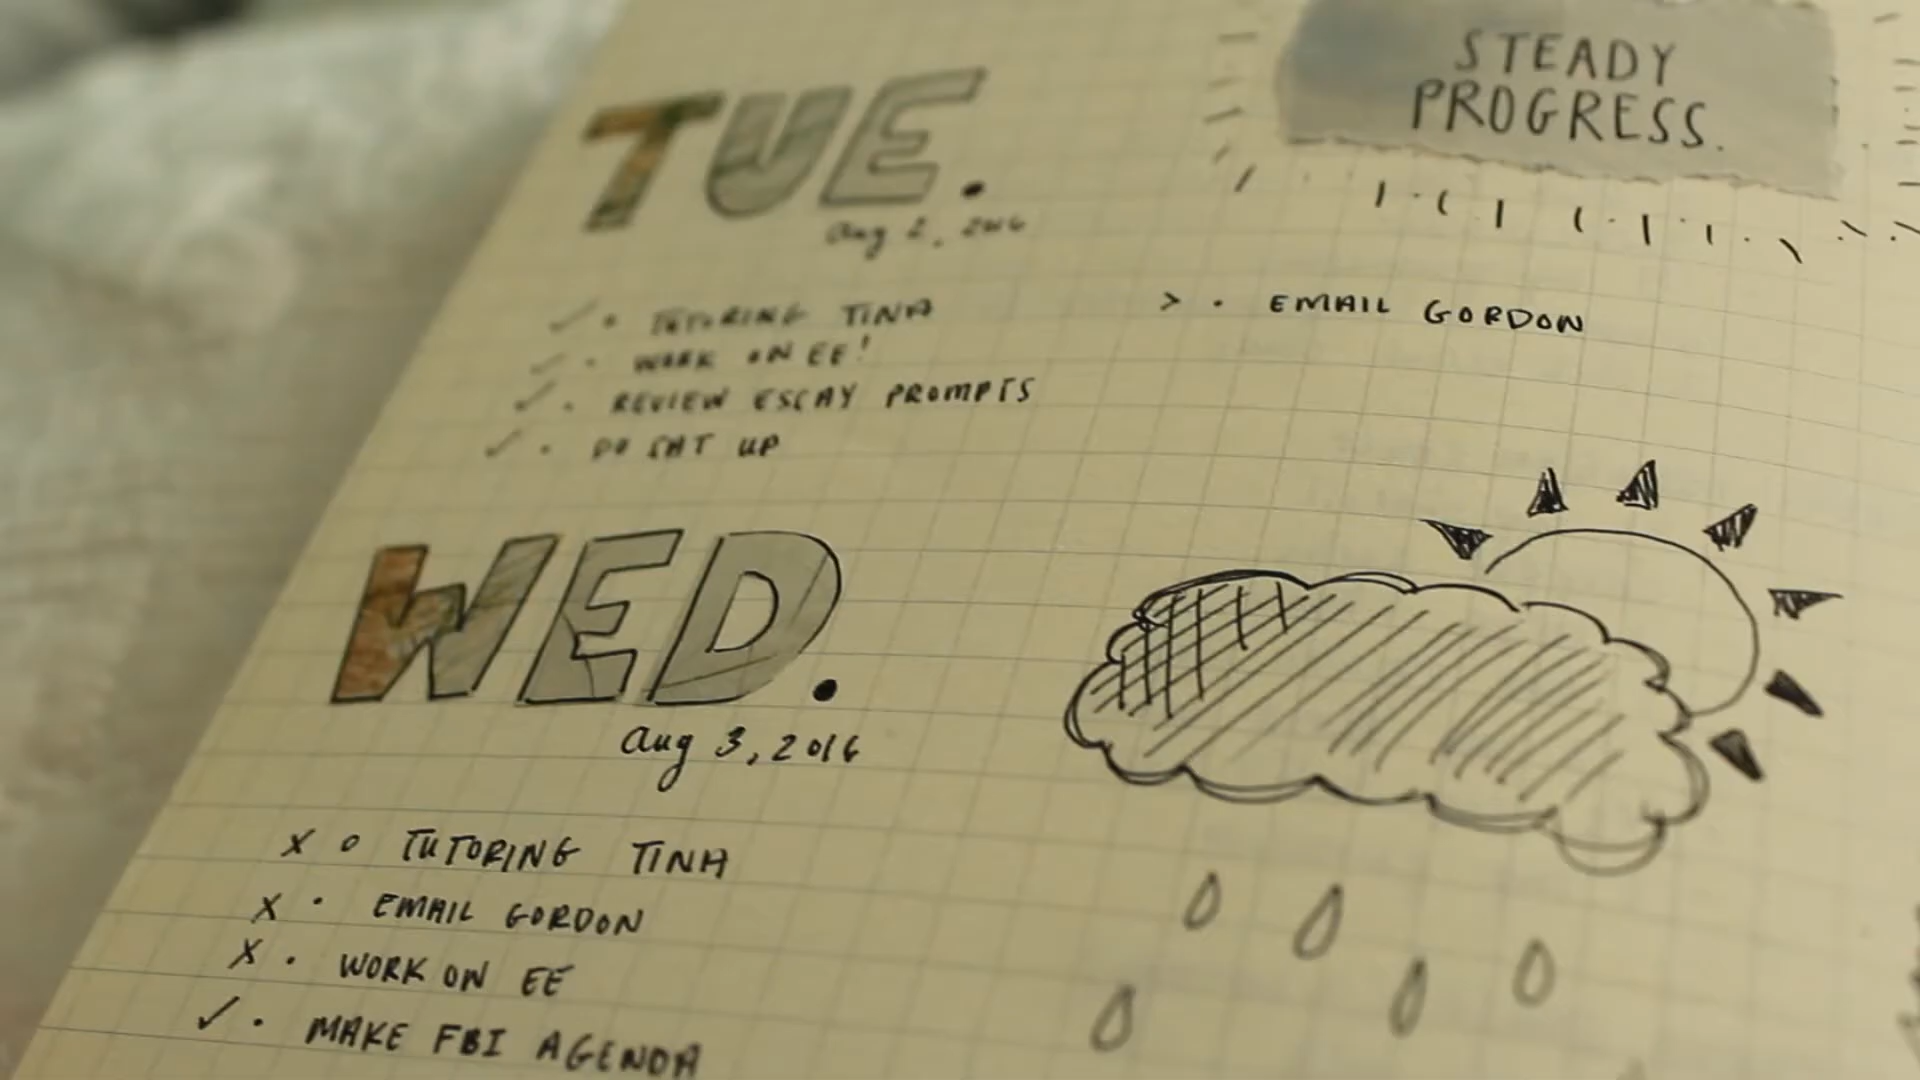 STEADY
PROGRESS.
TUE.
Aug 2, 2016
✓ • TUTORING TINA
✓ • WORK ON EE!
✓ • REVIEW ESSAY PROMPTS
✓ • DO SAT UP
> • EMAIL GORDON
WED.
Aug 3, 2016
x o TUTORING TINA
x • EMAIL GORDON
x • WORK ON EE
✓ • MAKE FBI AGENDA